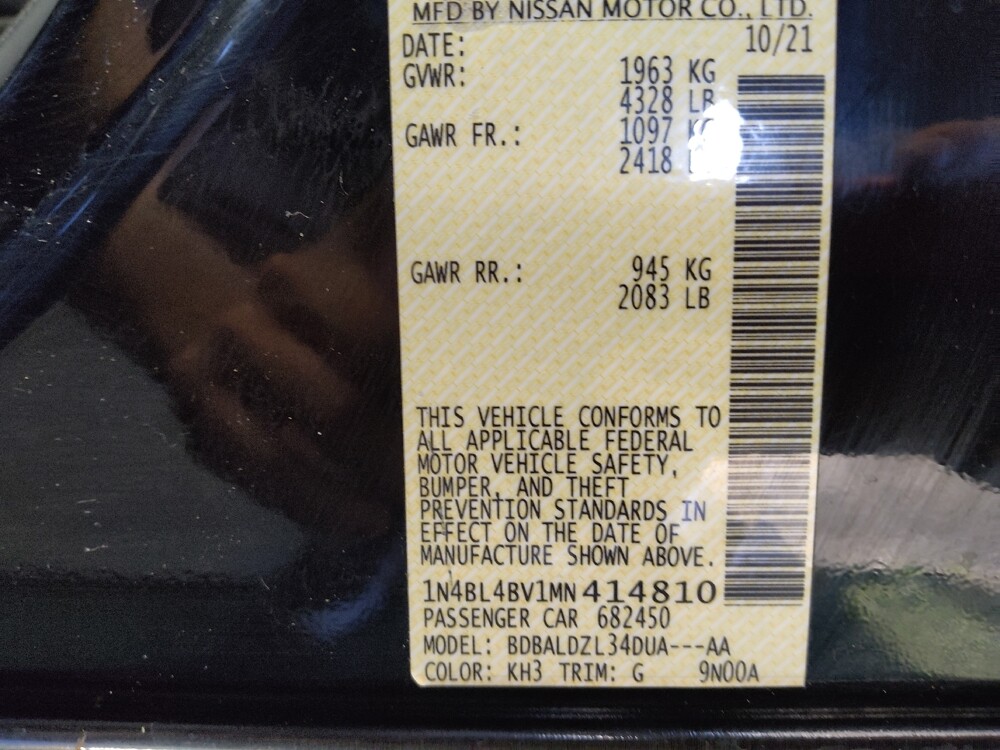 MFD BY NISSAN MOTOR CO., LTD.
DATE: 10/21
GVWR: 1963 KG
4328 LB
GAWR FR.: 1097 KG
2418
GAWR RR.: 945 KG
2083 LB
THIS VEHICLE CONFORMS TO
ALL APPLICABLE FEDERAL
MOTOR VEHICLE SAFETY,
BUMPER, AND THEFT
PREVENTION STANDARDS IN
EFFECT ON THE DATE OF
MANUFACTURE SHOWN ABOVE.
1N4BL4BV1MN414810
PASSENGER CAR 682450
MODEL: BDBALDZL34DUA---AA
COLOR: KH3 TRIM: G 9N00A